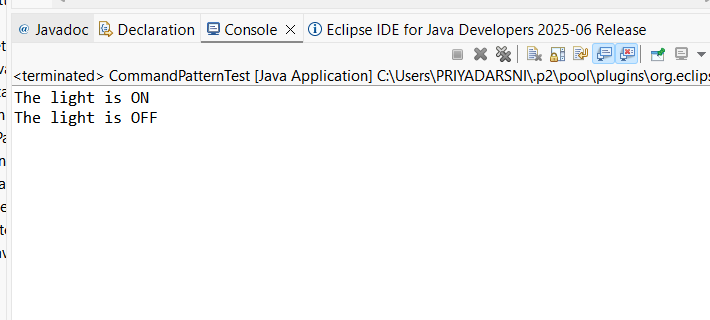 @ Javadoc Declaration Console Eclipse IDE for Java Developers 2025-06 Release
<terminated> CommandPatternTest [Java Application] C:\Users\PRIYADARSNI\.p2\pool\plugins\org.eclips
The light is ON
The light is OFF